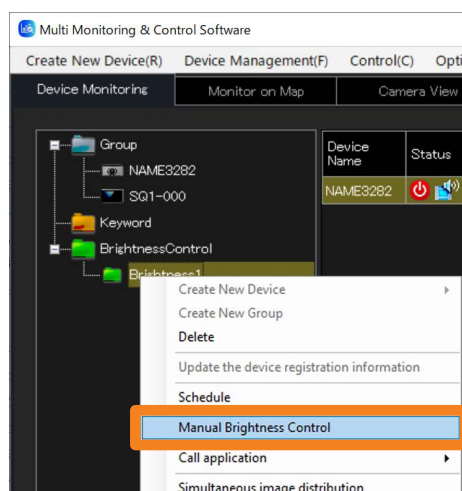 Multi Monitoring & Control Software
Create New Device(R) Device Management(F) Control(C) Opti
Device Monitoring Monitor on Map Camera View
Group
NAME3282
SQ1-000
Keyword
BrightnessControl
Brightness1
Device Name Status
NAME3282
Create New Device
Create New Group
Delete
Update the device registration information
Schedule
Manual Brightness Control
Call application
Simultaneous image distribution